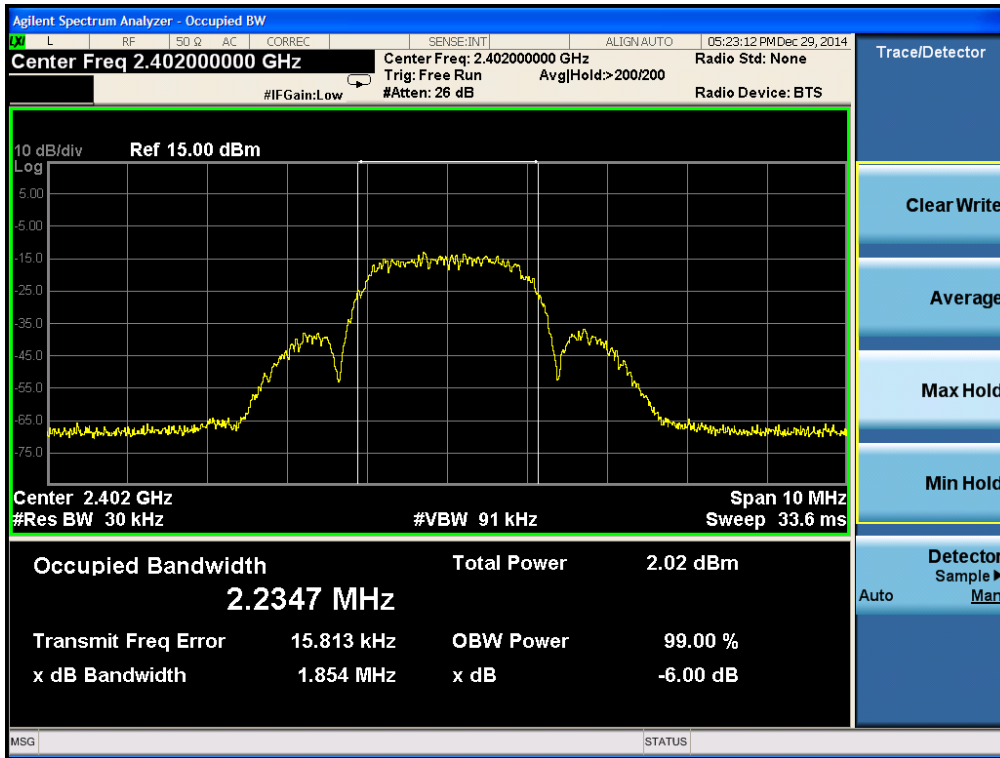 Agilent Spectrum Analyzer - Occupied BW
LXI L RF 50 Ω AC CORREC SENSE:INT ALIGN AUTO 05:23:12 PM Dec 29, 2014
Center Freq 2.402000000 GHz
Center Freq: 2.402000000 GHz Radio Std: None
Trig: Free Run Avg|Hold:>200/200
#IFGain:Low #Atten: 26 dB Radio Device: BTS
Trace/Detector
10 dB/div Ref 15.00 dBm
Log
5.00
-5.00
-15.0
-25.0
-35.0
-45.0
-55.0
-65.0
-75.0
Center 2.402 GHz Span 10 MHz
#Res BW 30 kHz #VBW 91 kHz Sweep 33.6 ms
Occupied Bandwidth Total Power 2.02 dBm
2.2347 MHz
Transmit Freq Error 15.813 kHz OBW Power 99.00 %
x dB Bandwidth 1.854 MHz x dB -6.00 dB
Clear Write
Average
Max Hold
Min Hold
Detector
Sample▶
Auto Man
MSG STATUS